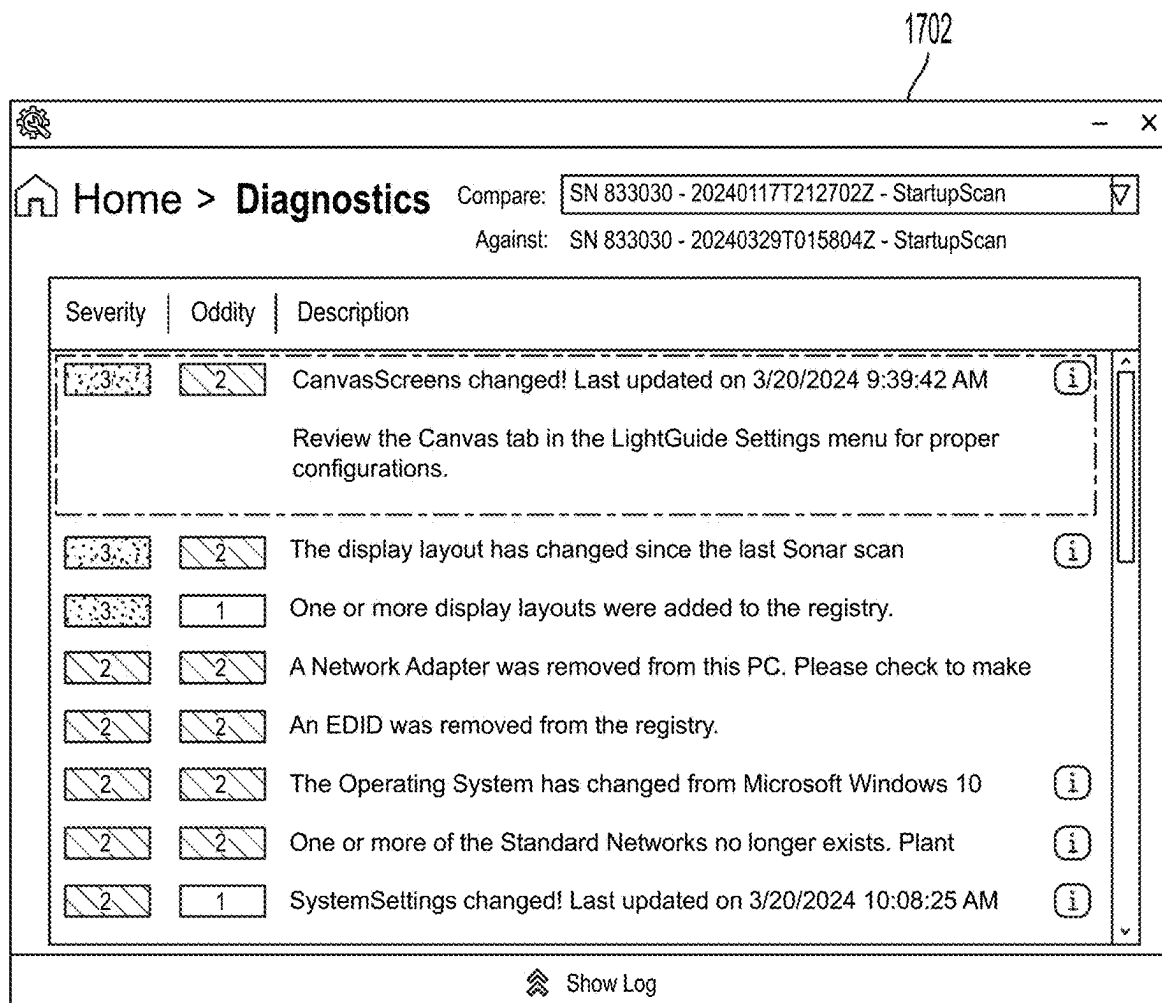 1702
Home > Diagnostics
Compare: SN 833030 - 20240117T212702Z - StartupScan
Against: SN 833030 - 20240329T015804Z - StartupScan
Severity Oddity Description
3 2 CanvasScreens changed! Last updated on 3/20/2024 9:39:42 AM i
Review the Canvas tab in the LightGuide Settings menu for proper
configurations.
3 2 The display layout has changed since the last Sonar scan i
3 1 One or more display layouts were added to the registry.
2 2 A Network Adapter was removed from this PC. Please check to make
2 2 An EDID was removed from the registry.
2 2 The Operating System has changed from Microsoft Windows 10 i
2 2 One or more of the Standard Networks no longer exists. Plant i
2 1 SystemSettings changed! Last updated on 3/20/2024 10:08:25 AM i
Show Log